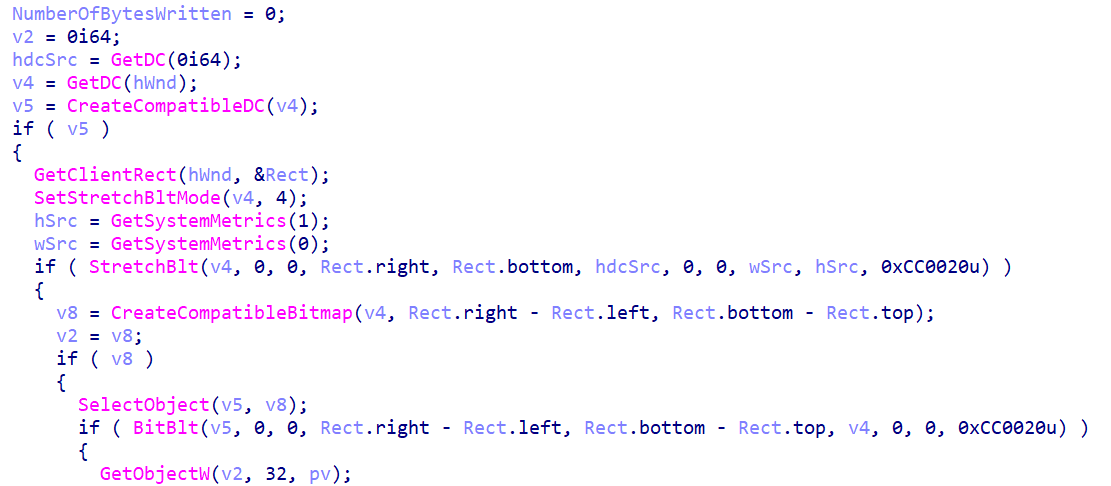 NumberOfBytesWritten = 0;
v2 = 0i64;
hdcSrc = GetDC(0i64);
v4 = GetDC(hWnd);
v5 = CreateCompatibleDC(v4);
if ( v5 )
{
  GetClientRect(hWnd, &Rect);
  SetStretchBltMode(v4, 4);
  hSrc = GetSystemMetrics(1);
  wSrc = GetSystemMetrics(0);
  if ( StretchBlt(v4, 0, 0, Rect.right, Rect.bottom, hdcSrc, 0, 0, wSrc, hSrc, 0xCC0020u) )
  {
    v8 = CreateCompatibleBitmap(v4, Rect.right - Rect.left, Rect.bottom - Rect.top);
    v2 = v8;
    if ( v8 )
    {
      SelectObject(v5, v8);
      if ( BitBlt(v5, 0, 0, Rect.right - Rect.left, Rect.bottom - Rect.top, v4, 0, 0, 0xCC0020u) )
      {
        GetObjectW(v2, 32, pv);